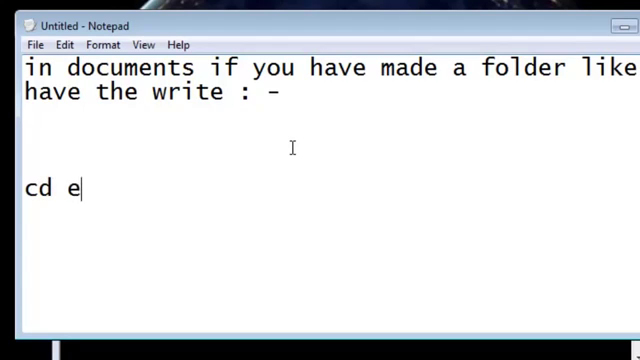 Untitled - Notepad
File Edit Format View Help
in documents if you have made a folder like
have the write : -
cd e